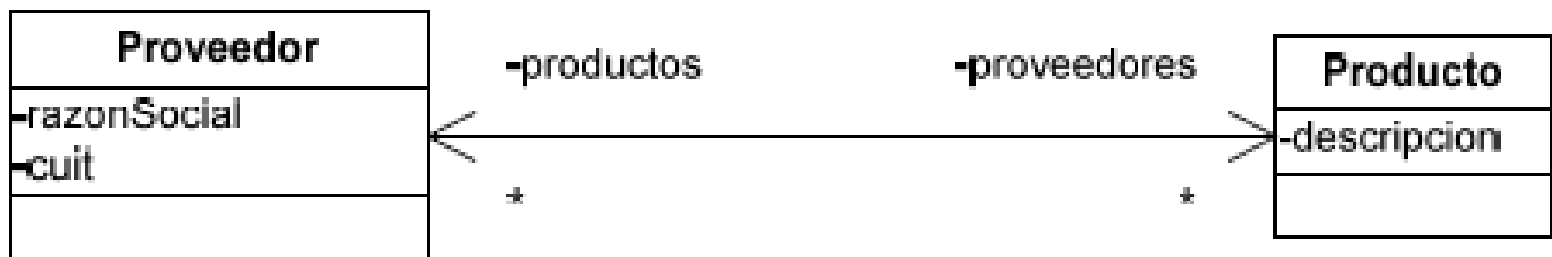 Proveedor
-razonSocial
-cuit
-productos
*
-proveedores
*
Producto
-descripcion